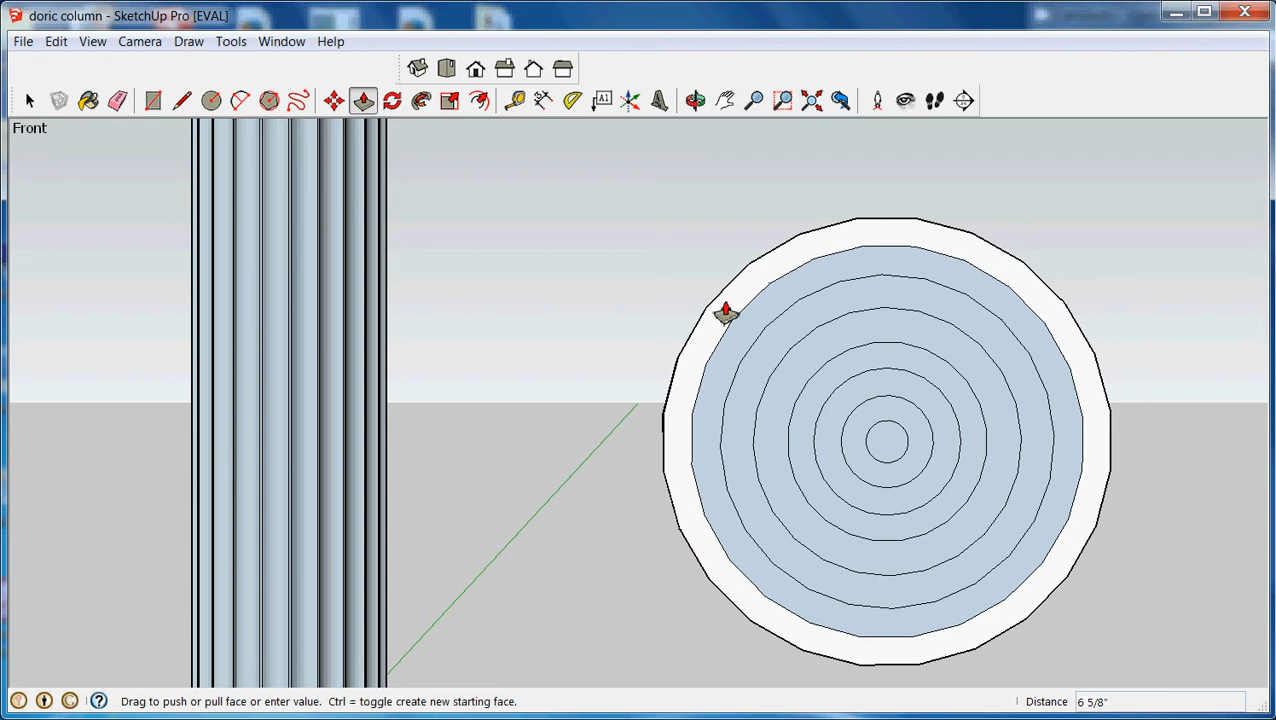 doric column - SketchUp Pro [EVAL]
File Edit View Camera Draw Tools Window Help
A1
Front
Drag to push or pull face or enter value. Ctrl = toggle create new starting face. Distance 6 5/8"